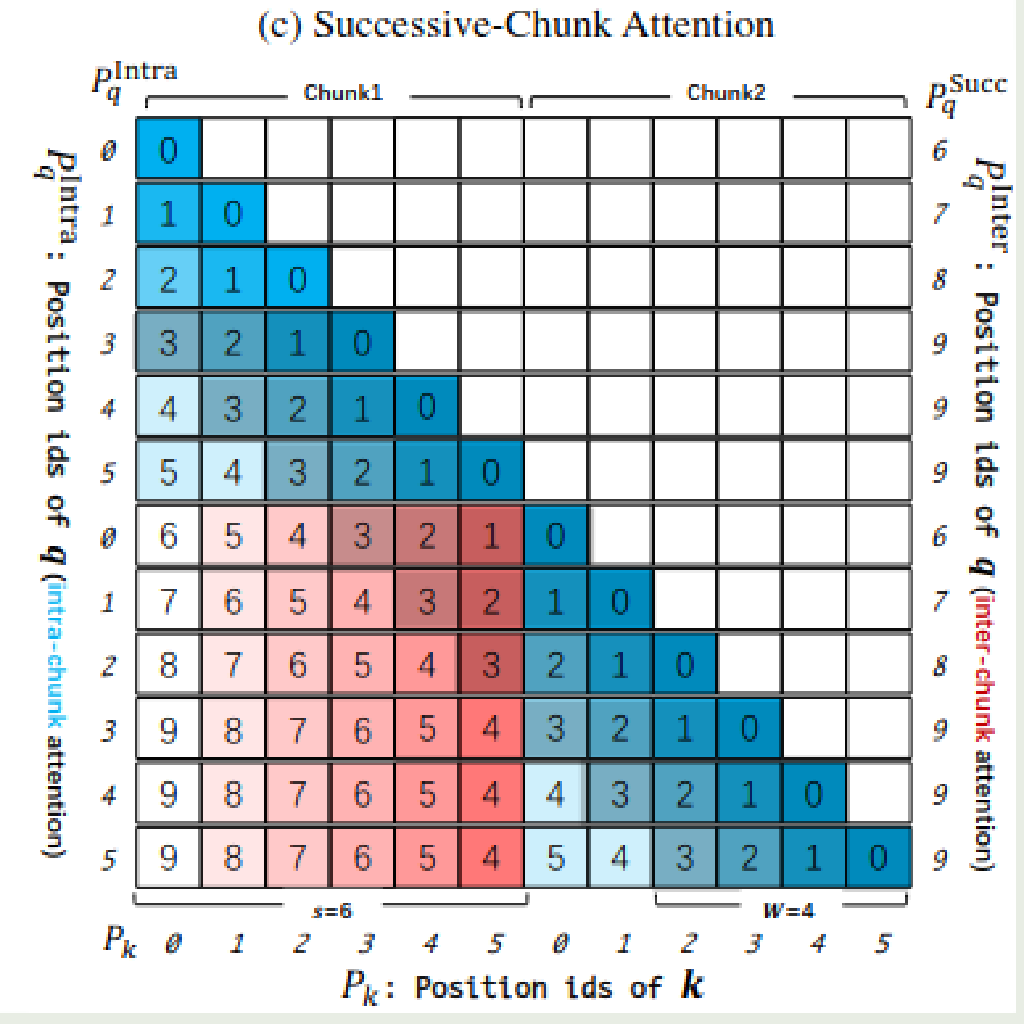 (c) Successive-Chunk Attention
P_q^Intra Chunk1 Chunk2 P_q^Succ
0 0 6
1 1 0 7
2 2 1 0 8
3 3 2 1 0 9
4 4 3 2 1 0 9
5 5 4 3 2 1 0 9
0 6 5 4 3 2 1 0 6
1 7 6 5 4 3 2 1 0 7
2 8 7 6 5 4 3 2 1 0 8
3 9 8 7 6 5 4 3 2 1 0 9
4 9 8 7 6 5 4 4 3 2 1 0 9
5 9 8 7 6 5 4 5 4 3 2 1 0 9
s=6 W=4
P_k 0 1 2 3 4 5 0 1 2 3 4 5
P_k: Position ids of k
P_q^Intra: Position ids of q (intra-chunk attention)
P_q^Inter: Position ids of q (inter-chunk attention)